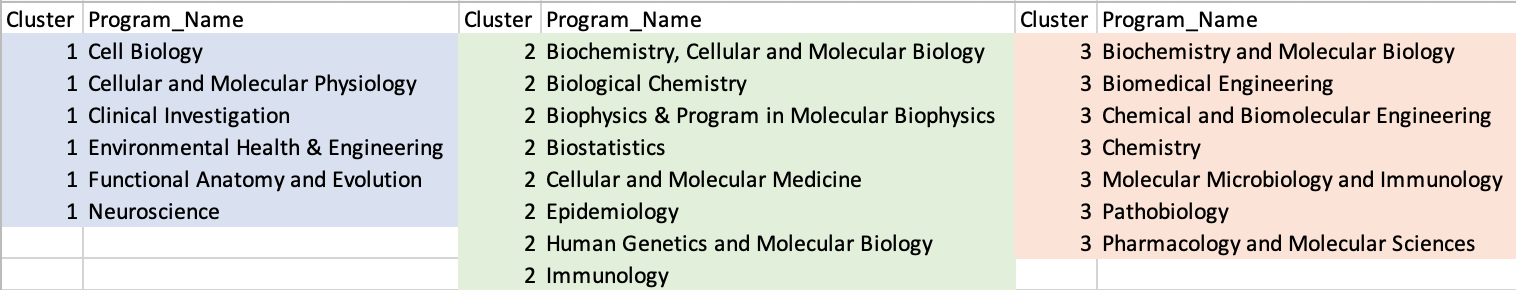 Cluster Program_Name Cluster Program_Name Cluster Program_Name
1 Cell Biology 2 Biochemistry, Cellular and Molecular Biology 3 Biochemistry and Molecular Biology
1 Cellular and Molecular Physiology 2 Biological Chemistry 3 Biomedical Engineering
1 Clinical Investigation 2 Biophysics & Program in Molecular Biophysics 3 Chemical and Biomolecular Engineering
1 Environmental Health & Engineering 2 Biostatistics 3 Chemistry
1 Functional Anatomy and Evolution 2 Cellular and Molecular Medicine 3 Molecular Microbiology and Immunology
1 Neuroscience 2 Epidemiology 3 Pathobiology
2 Human Genetics and Molecular Biology 3 Pharmacology and Molecular Sciences
2 Immunology